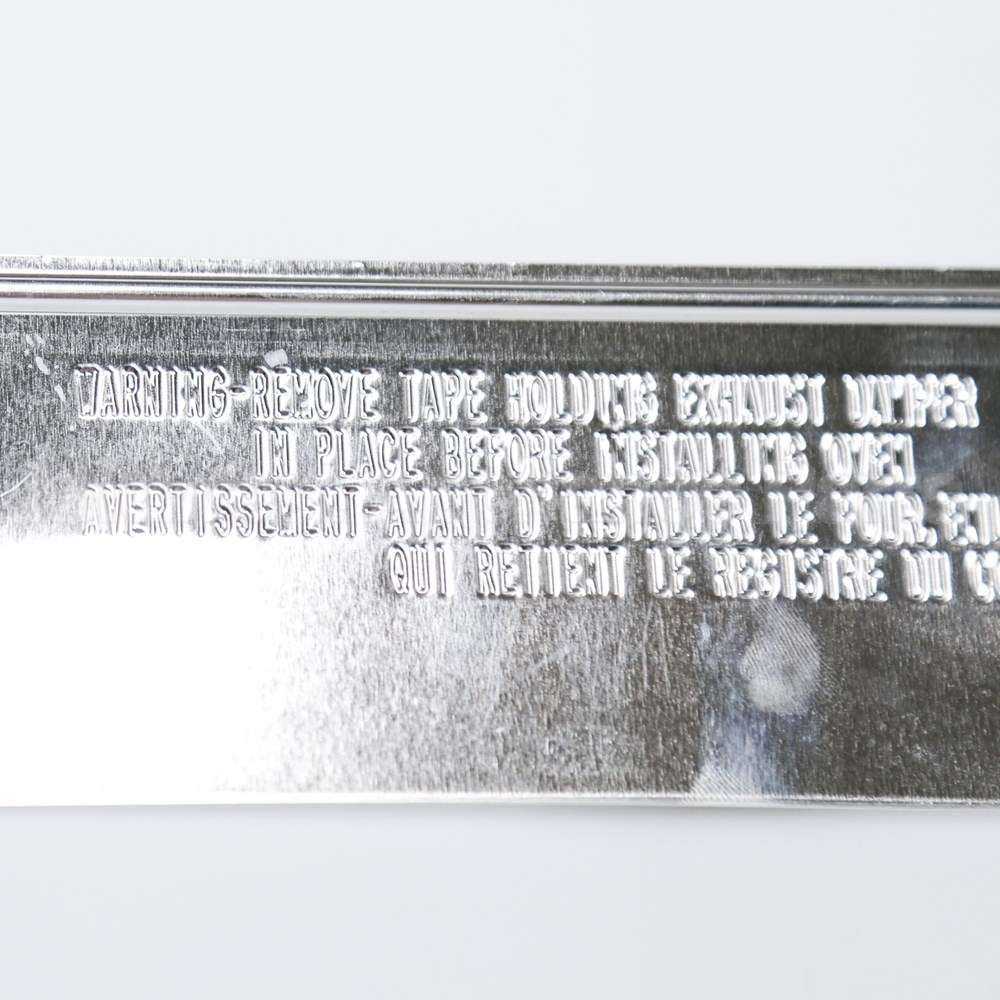 WARNING-REMOVE TAPE HOLDING EXHAUST DAMPER
IN PLACE BEFORE INSTALLING OVEN
AVERTISSEMENT-AVANT D'INSTALLER LE FOUR,
QUI RETIENT LE REGISTRE DU